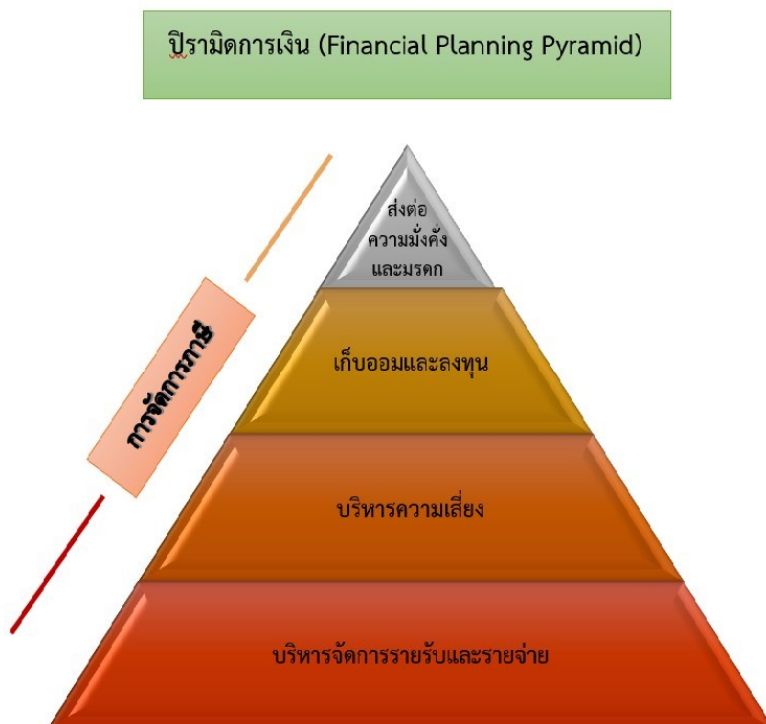 ปิรามิดการเงิน (Financial Planning Pyramid)
ส่งต่อ
ความมั่งคั่ง
และมรดก
การจัดการภาษี
เก็บออมและลงทุน
บริหารความเสี่ยง
บริหารจัดการรายรับและรายจ่าย